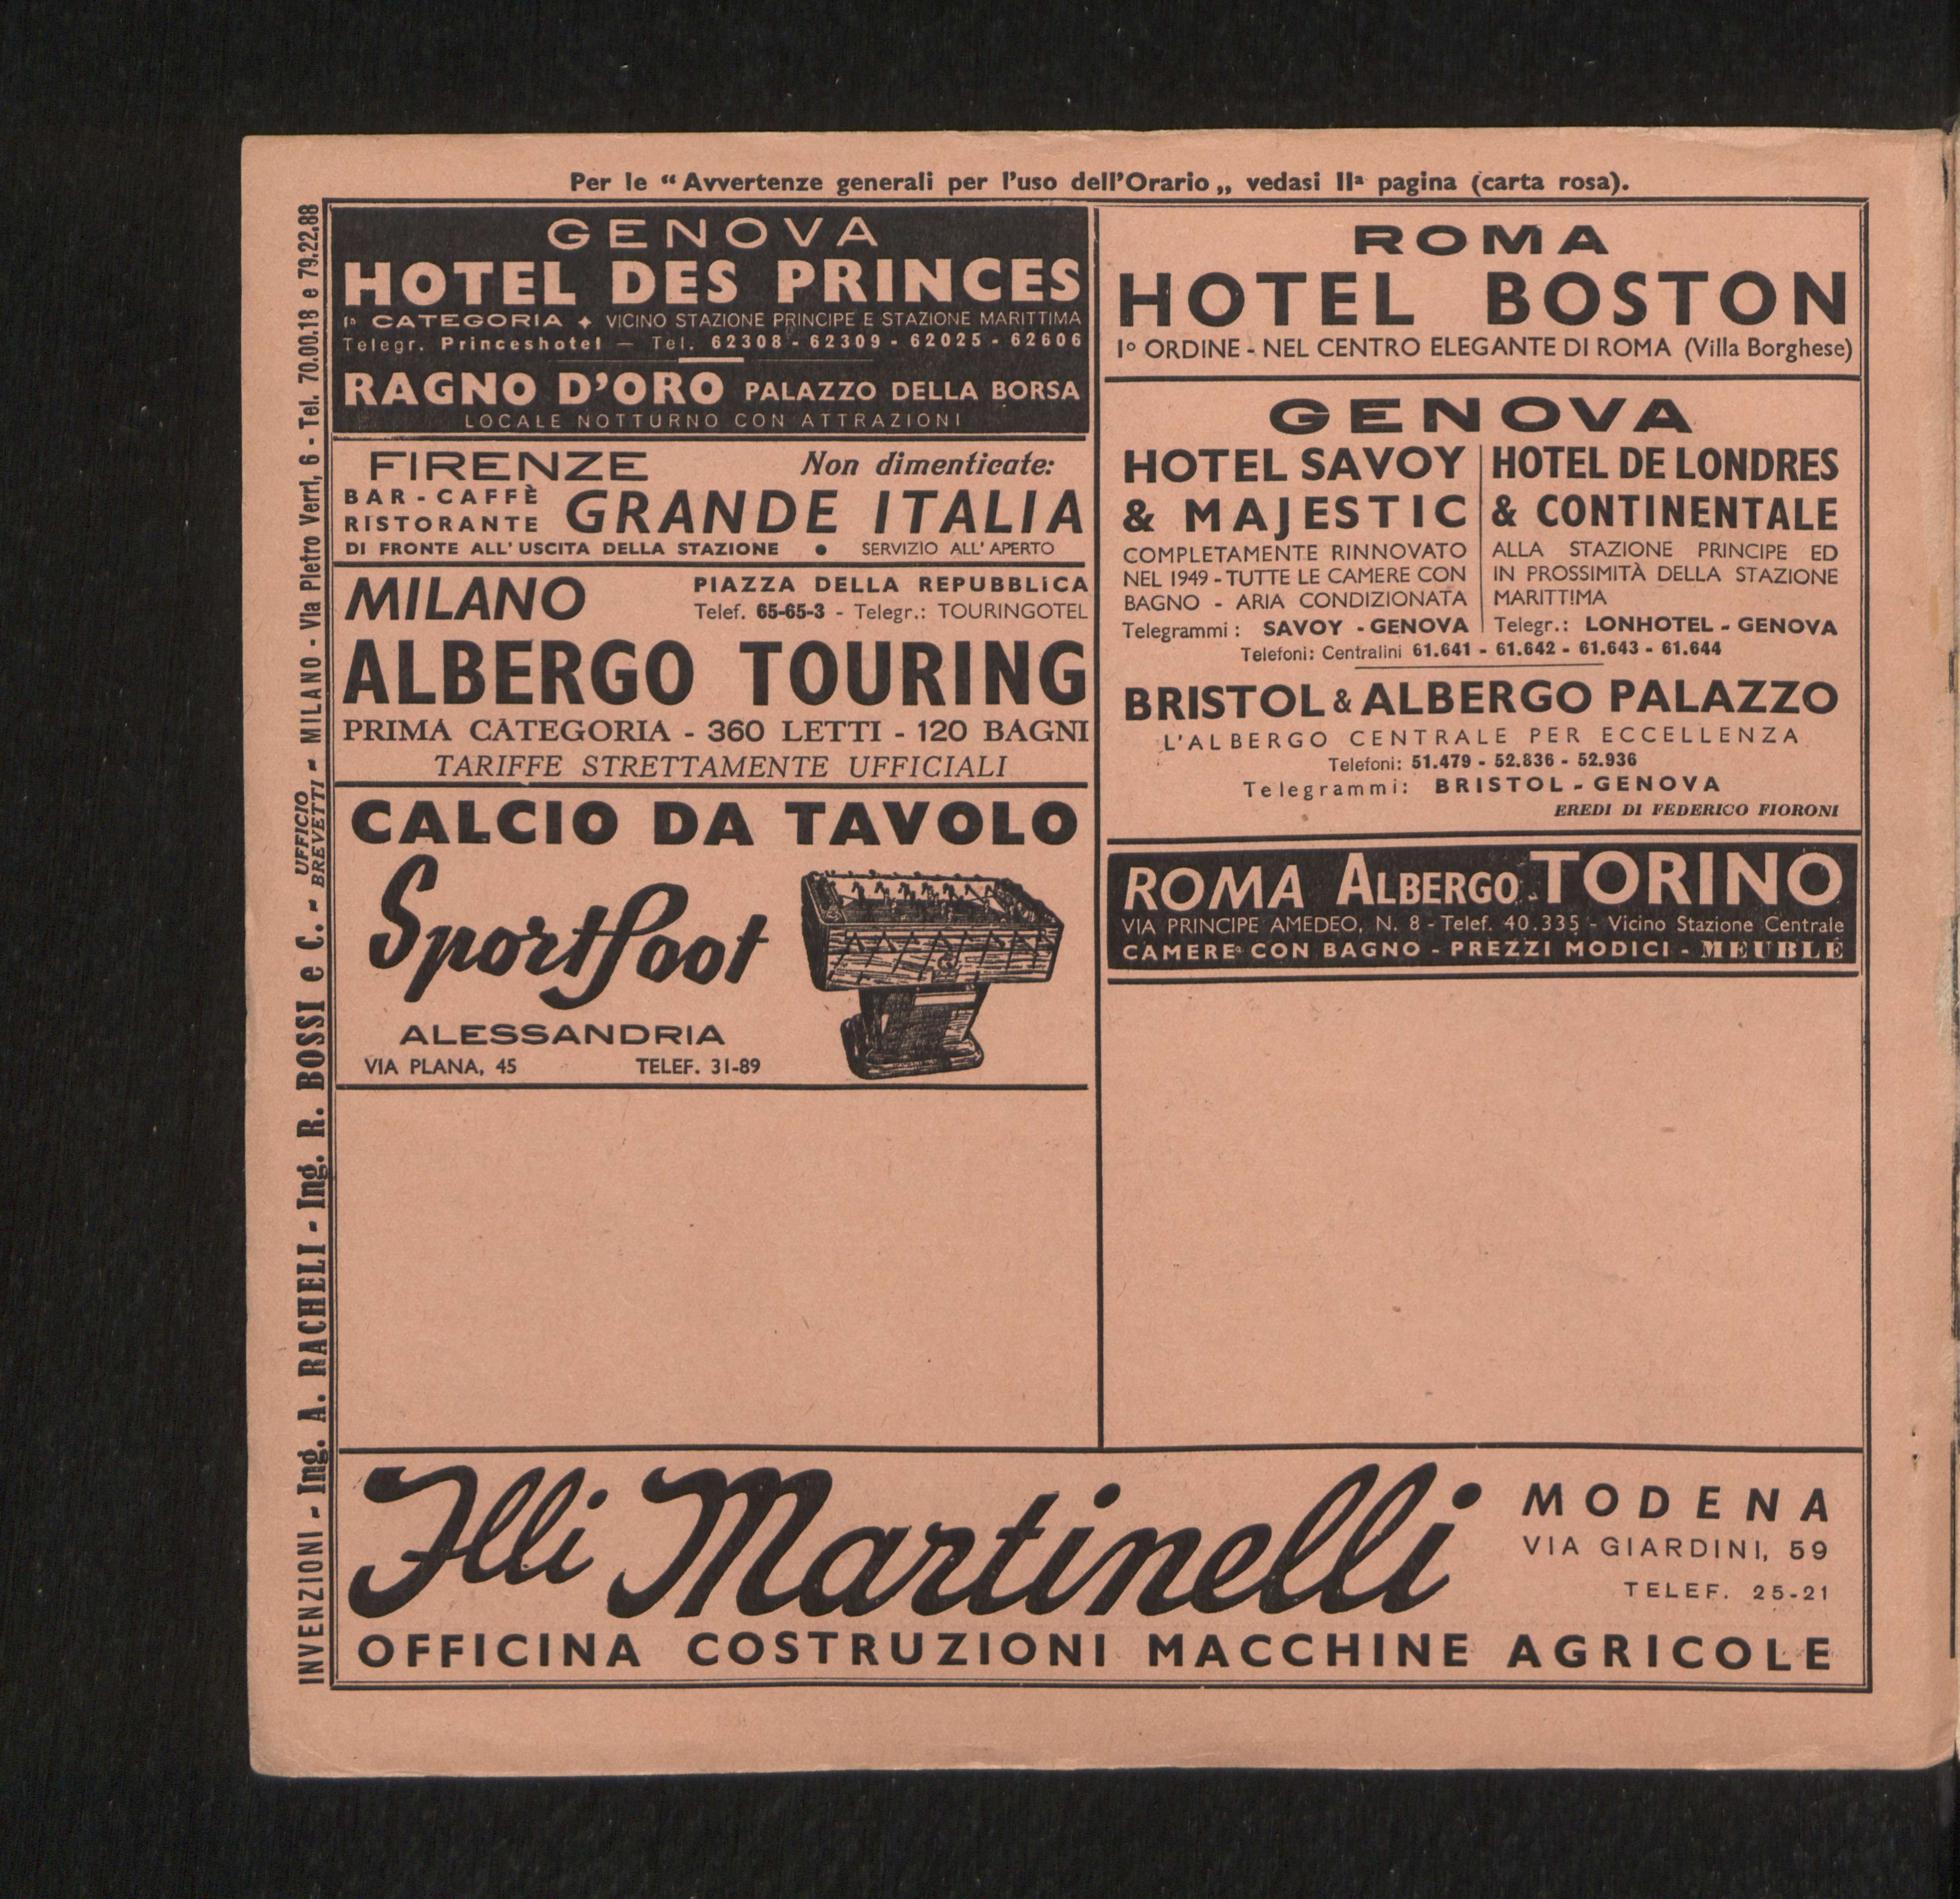 Per le “ Avvertenze generali per l'uso dell'Orario „ vedasi IIª pagina (carta rosa).
INVENZIONI - Ing. A. RACHELI - Ing. R. BOSSI e C. - UFFICIO BREVETTI - MILANO - Via Pietro Verri, 6 - Tel. 70.00.18 e 79.22.88
GENOVA
HOTEL DES PRINCES
Iª CATEGORIA ✦ VICINO STAZIONE PRINCIPE E STAZIONE MARITTIMA
Telegr. Princeshotel — Tel. 62308 - 62309 - 62025 - 62606
RAGNO D'ORO PALAZZO DELLA BORSA
LOCALE NOTTURNO CON ATTRAZIONI
FIRENZE Non dimenticate:
BAR - CAFFÈ
RISTORANTE GRANDE ITALIA
DI FRONTE ALL'USCITA DELLA STAZIONE ● SERVIZIO ALL'APERTO
MILANO PIAZZA DELLA REPUBBLICA
Telef. 65-65-3 - Telegr.: TOURINGOTEL
ALBERGO TOURING
PRIMA CATEGORIA - 360 LETTI - 120 BAGNI
TARIFFE STRETTAMENTE UFFICIALI
CALCIO DA TAVOLO
Sportfoot
ALESSANDRIA
VIA PLANA, 45 TELEF. 31-89
ROMA
HOTEL BOSTON
Iº ORDINE - NEL CENTRO ELEGANTE DI ROMA (Villa Borghese)
GENOVA
HOTEL SAVOY
& MAJESTIC
COMPLETAMENTE RINNOVATO
NEL 1949 - TUTTE LE CAMERE CON
BAGNO - ARIA CONDIZIONATA
Telegrammi: SAVOY - GENOVA
HOTEL DE LONDRES
& CONTINENTALE
ALLA STAZIONE PRINCIPE ED
IN PROSSIMITÀ DELLA STAZIONE
MARITTIMA
Telegr.: LONHOTEL - GENOVA
Telefoni: Centralini 61.641 - 61.642 - 61.643 - 61.644
BRISTOL & ALBERGO PALAZZO
L'ALBERGO CENTRALE PER ECCELLENZA
Telefoni: 51.479 - 52.836 - 52.936
Telegrammi: BRISTOL - GENOVA
EREDI DI FEDERICO FIORONI
ROMA ALBERGO TORINO
VIA PRINCIPE AMEDEO, N. 8 - Telef. 40.335 - Vicino Stazione Centrale
CAMERE CON BAGNO - PREZZI MODICI - MEUBLÉ
Flli Martinelli
MODENA
VIA GIARDINI, 59
TELEF. 25-21
OFFICINA COSTRUZIONI MACCHINE AGRICOLE